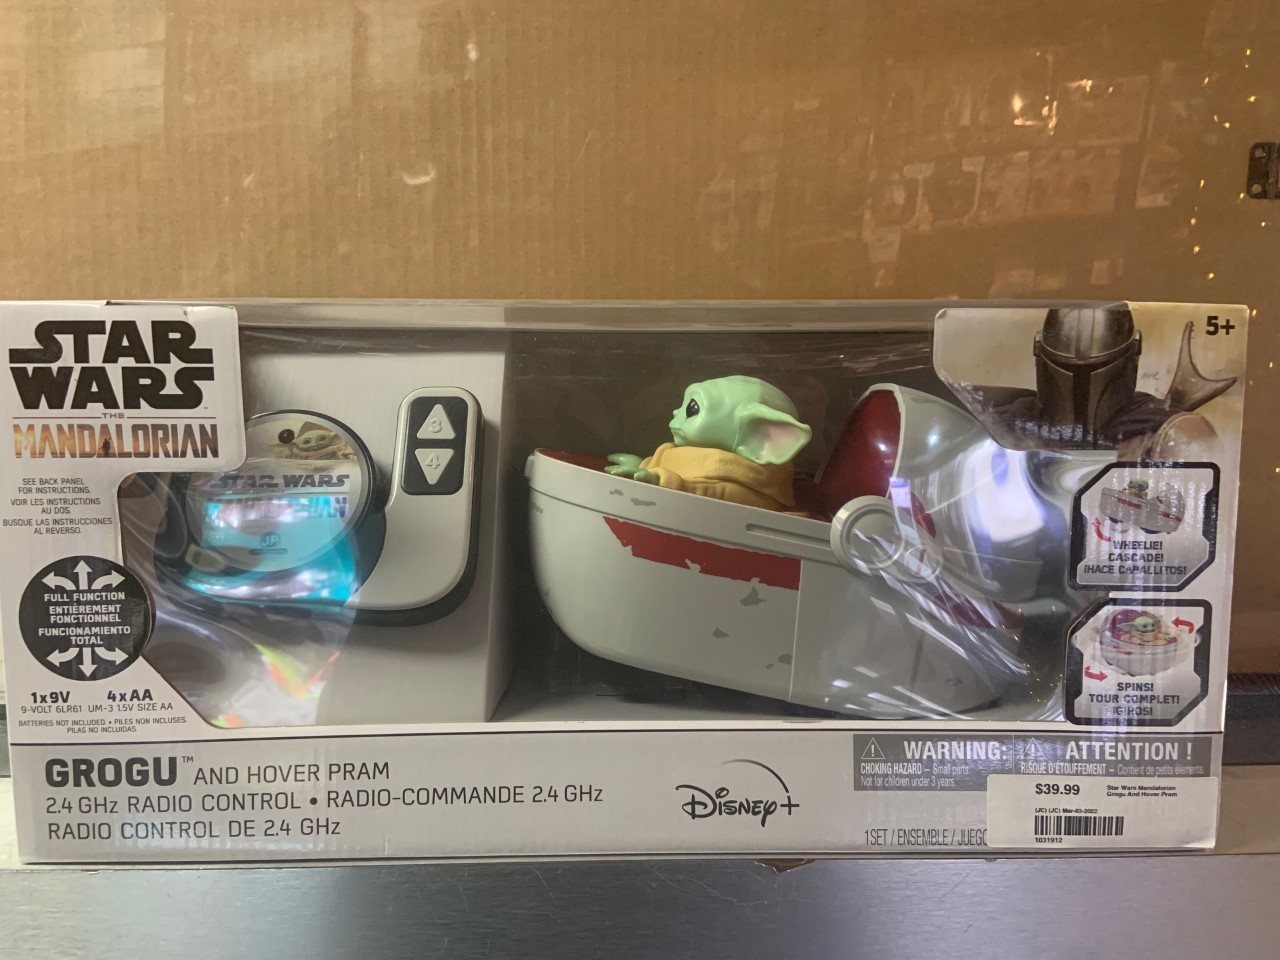 STAR
WARS
THE
MANDALORIAN
SEE BACK PANEL
FOR INSTRUCTIONS.
VOIR LES INSTRUCTIONS
AU DOS.
BUSQUE LAS INSTRUCCIONES
AL REVERSO.
FULL FUNCTION
ENTIÈREMENT
FONCTIONNEL
FUNCIONAMIENTO
TOTAL
1x9V 4xAA
9-VOLT 6LR61 UM-3 1.5V SIZE AA
BATTERIES NOT INCLUDED. • PILES NON INCLUSES
PILAS NO INCLUIDAS.
STAR WARS
JP
3
4
5+
WHEELIE!
CASCADE!
¡HACE CABALLITOS!
SPINS!
TOUR COMPLET!
¡GIROS!
GROGU™ AND HOVER PRAM
2.4 GHz RADIO CONTROL • RADIO-COMMANDE 2.4 GHz
RADIO CONTROL DE 2.4 GHz
Disney+
WARNING:
CHOKING HAZARD – Small parts.
Not for children under 3 years.
ATTENTION !
RISQUE D'ÉTOUFFEMENT – Contient de petits éléments.
1 SET / ENSEMBLE / JUEGO
$39.99
Star Wars Mandalorian
Grogu And Hover Pram
(JC) (JC) Mar-03-2022
1031912